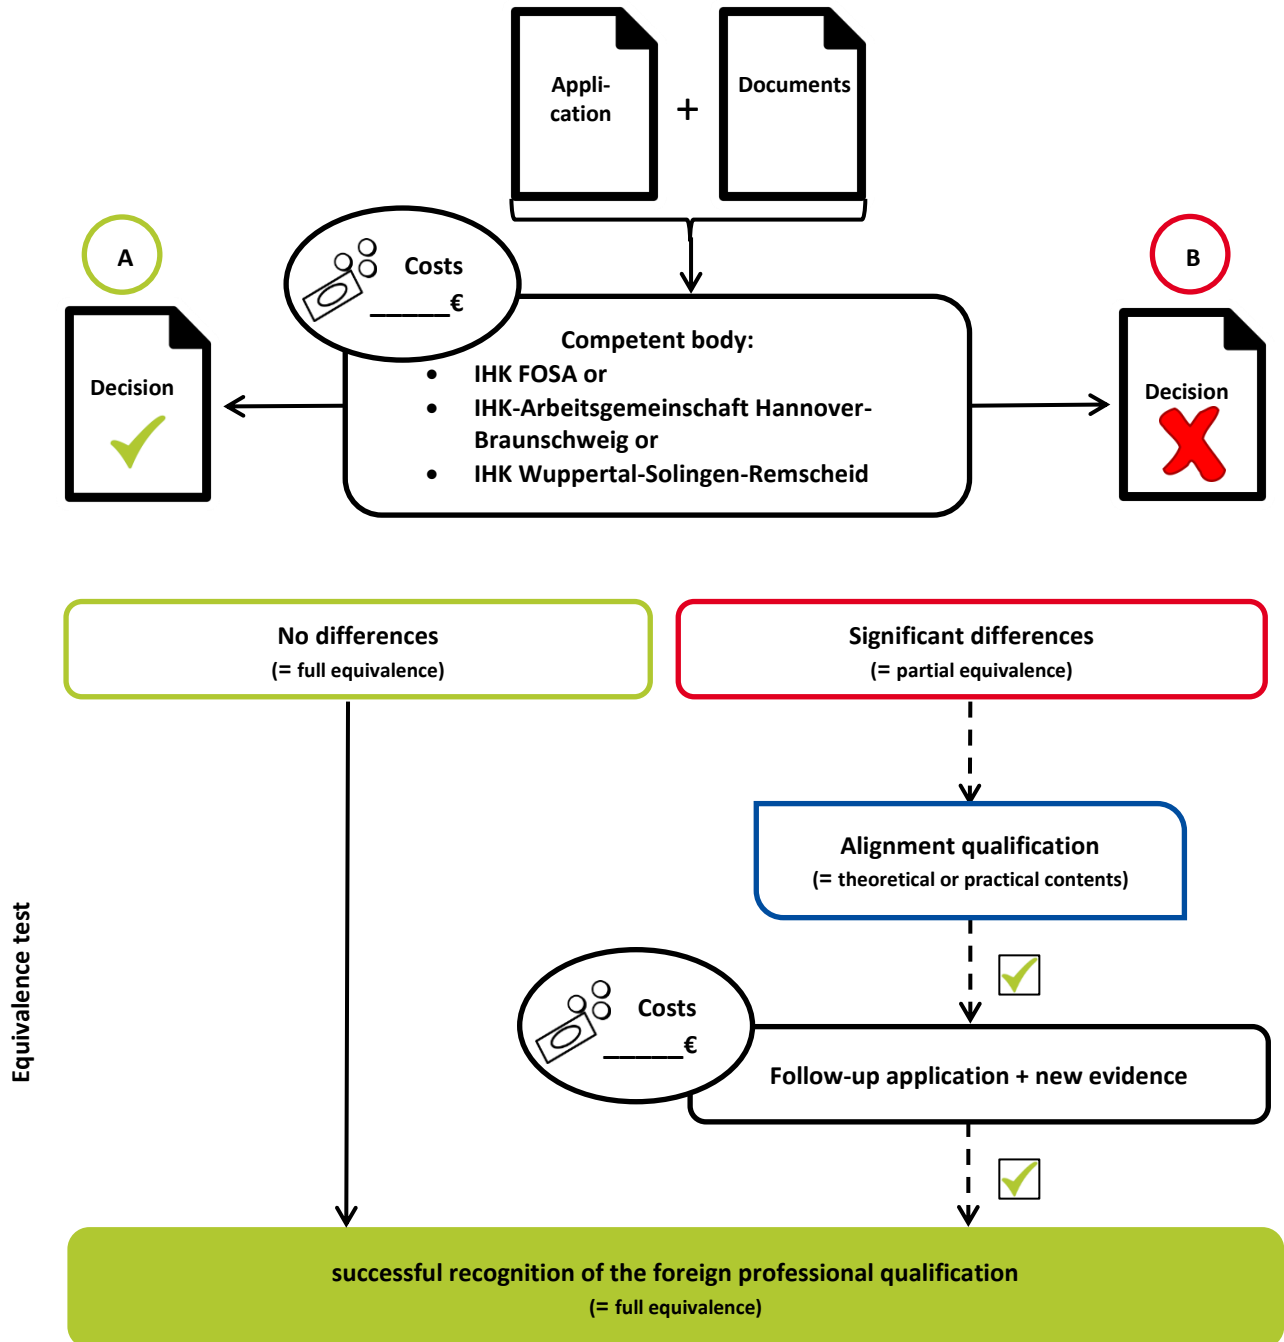 Appli-
cation
+
Documents
A
Costs
______€
B
Decision
Competent body:
• IHK FOSA or
• IHK-Arbeitsgemeinschaft Hannover-
Braunschweig or
• IHK Wuppertal-Solingen-Remscheid
Decision
No differences
(= full equivalence)
Significant differences
(= partial equivalence)
Alignment qualification
(= theoretical or practical contents)
Equivalence test
Costs
______€
Follow-up application + new evidence
successful recognition of the foreign professional qualification
(= full equivalence)